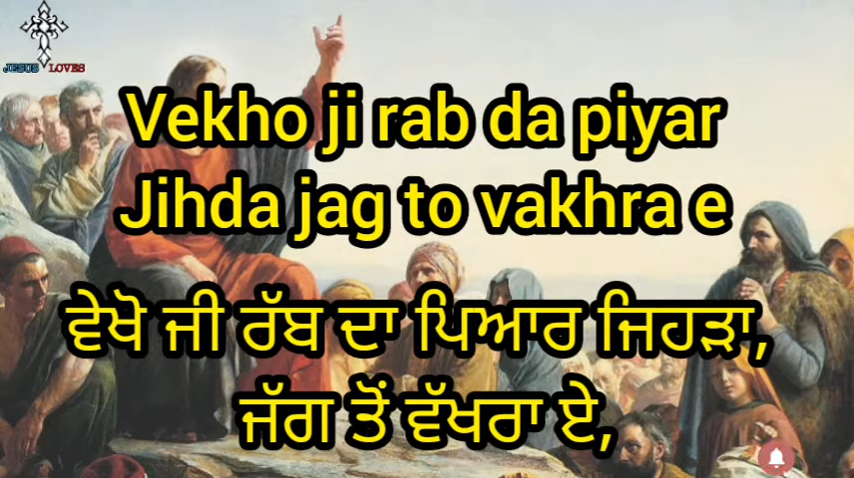 JESUS LOVES
Vekho ji rab da piyar
Jihda jag to vakhra e
ਵੇਖੋ ਜੀ ਰੱਬ ਦਾ ਪਿਆਰ ਜਿਹੜਾ,
ਜੱਗ ਤੋਂ ਵੱਖਰਾ ਏ,